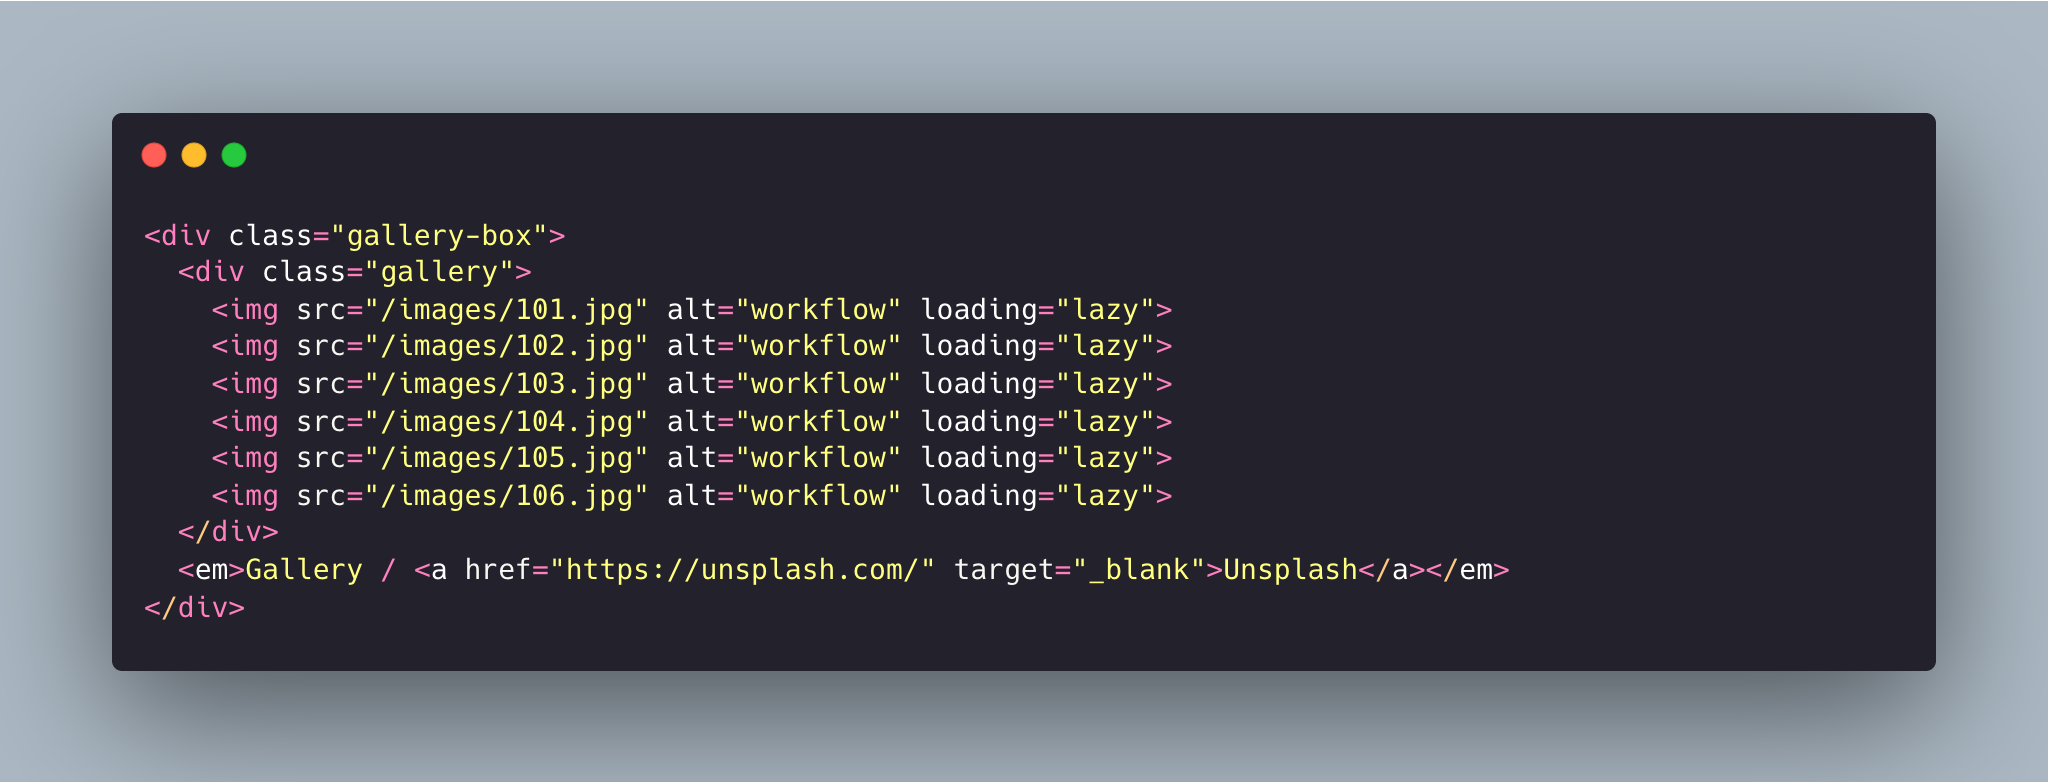 <div class="gallery-box">
  <div class="gallery">
    <img src="/images/101.jpg" alt="workflow" loading="lazy">
    <img src="/images/102.jpg" alt="workflow" loading="lazy">
    <img src="/images/103.jpg" alt="workflow" loading="lazy">
    <img src="/images/104.jpg" alt="workflow" loading="lazy">
    <img src="/images/105.jpg" alt="workflow" loading="lazy">
    <img src="/images/106.jpg" alt="workflow" loading="lazy">
  </div>
  <em>Gallery / <a href="https://unsplash.com/" target="_blank">Unsplash</a></em>
</div>